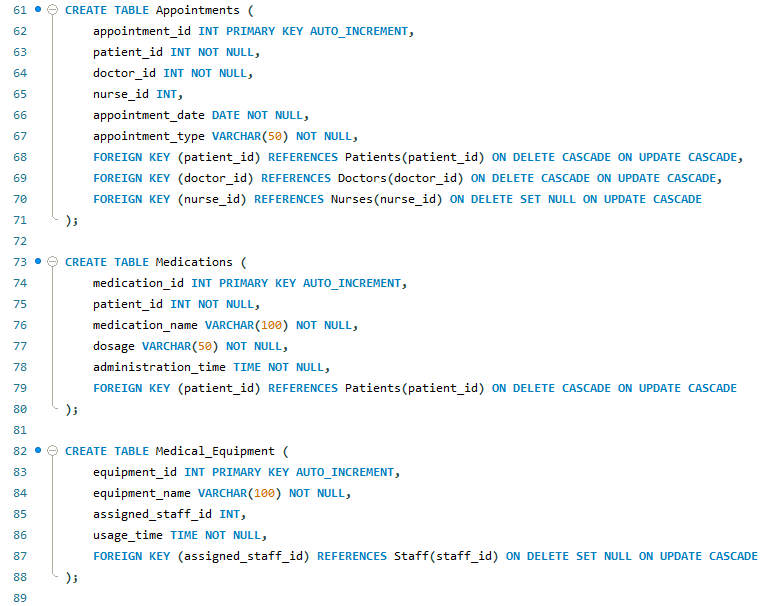 61 CREATE TABLE Appointments (
62 appointment_id INT PRIMARY KEY AUTO_INCREMENT,
63 patient_id INT NOT NULL,
64 doctor_id INT NOT NULL,
65 nurse_id INT,
66 appointment_date DATE NOT NULL,
67 appointment_type VARCHAR(50) NOT NULL,
68 FOREIGN KEY (patient_id) REFERENCES Patients(patient_id) ON DELETE CASCADE ON UPDATE CASCADE,
69 FOREIGN KEY (doctor_id) REFERENCES Doctors(doctor_id) ON DELETE CASCADE ON UPDATE CASCADE,
70 FOREIGN KEY (nurse_id) REFERENCES Nurses(nurse_id) ON DELETE SET NULL ON UPDATE CASCADE
71 );
72
73 CREATE TABLE Medications (
74 medication_id INT PRIMARY KEY AUTO_INCREMENT,
75 patient_id INT NOT NULL,
76 medication_name VARCHAR(100) NOT NULL,
77 dosage VARCHAR(50) NOT NULL,
78 administration_time TIME NOT NULL,
79 FOREIGN KEY (patient_id) REFERENCES Patients(patient_id) ON DELETE CASCADE ON UPDATE CASCADE
80 );
81
82 CREATE TABLE Medical_Equipment (
83 equipment_id INT PRIMARY KEY AUTO_INCREMENT,
84 equipment_name VARCHAR(100) NOT NULL,
85 assigned_staff_id INT,
86 usage_time TIME NOT NULL,
87 FOREIGN KEY (assigned_staff_id) REFERENCES Staff(staff_id) ON DELETE SET NULL ON UPDATE CASCADE
88 );
89